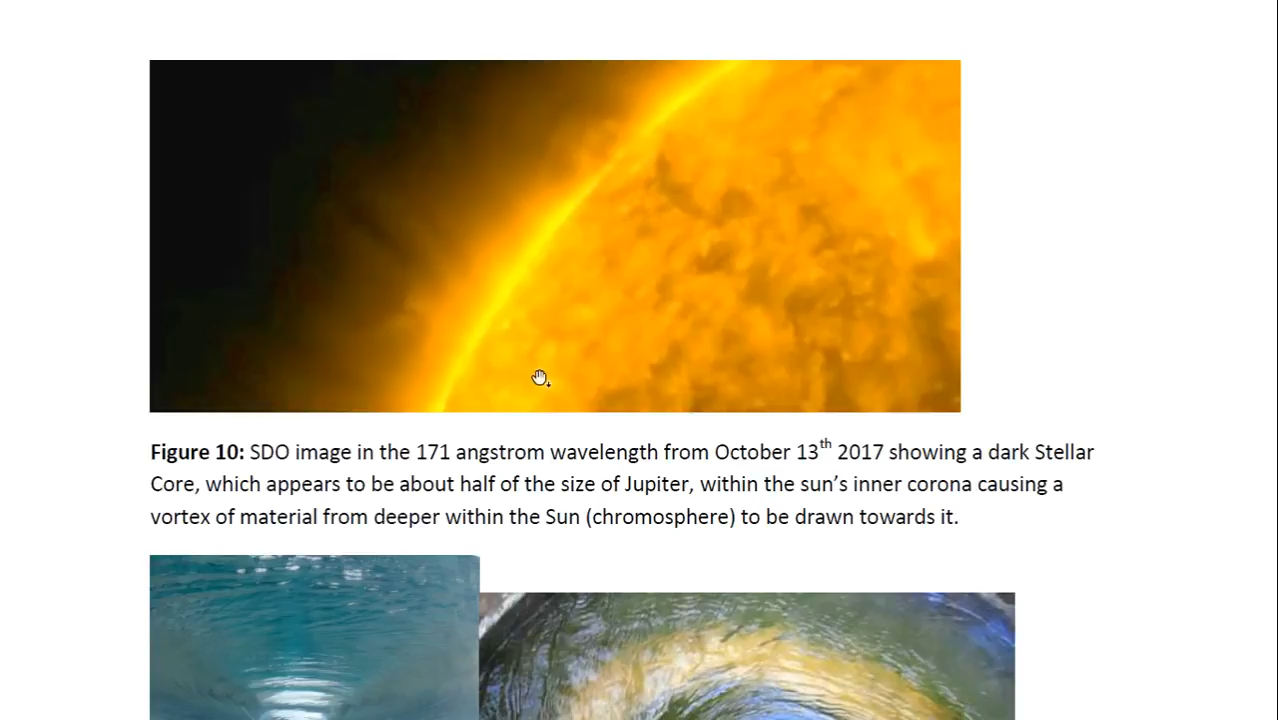 Figure 10: SDO image in the 171 angstrom wavelength from October 13th 2017 showing a dark Stellar
Core, which appears to be about half of the size of Jupiter, within the sun’s inner corona causing a
vortex of material from deeper within the Sun (chromosphere) to be drawn towards it.